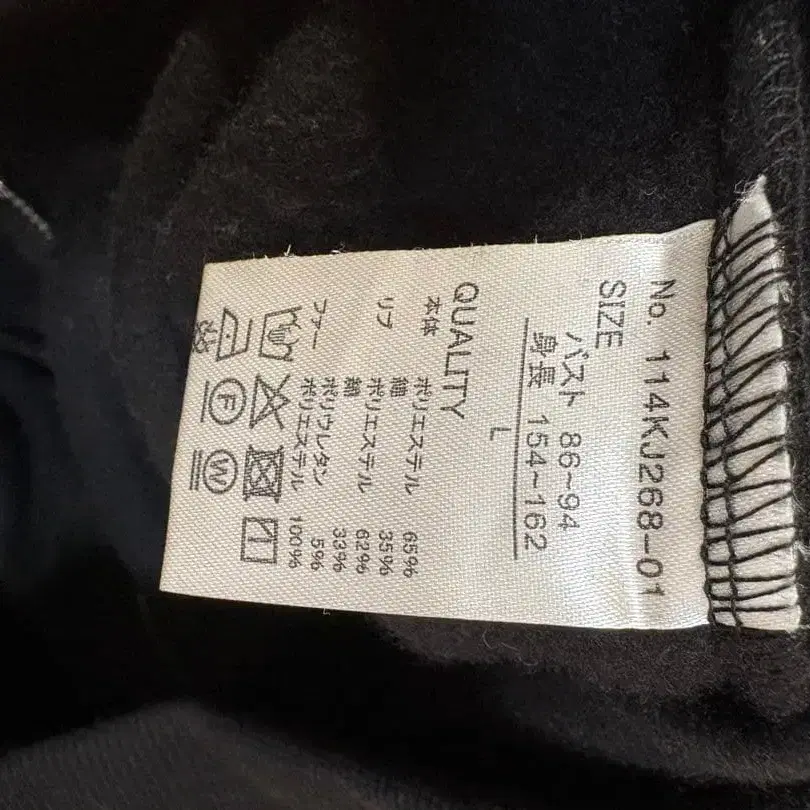 No. 114KJ268-01
SIZE
バスト 86~94
身長 154~162
L
QUALITY
本体 ポリエステル 65%
綿 35%
リブ ポリエステル 62%
綿 33%
ポリウレタン 5%
ファー ポリエステル 100%
F W